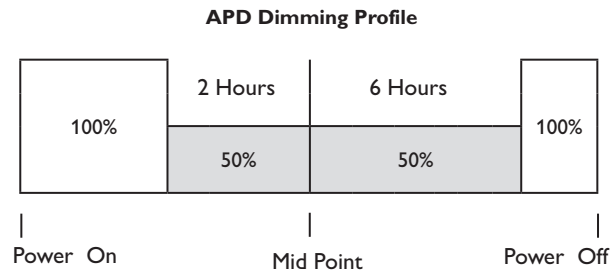 APD Dimming Profile
2 Hours 6 Hours
100% 100%
50% 50%
Power On Mid Point Power Off